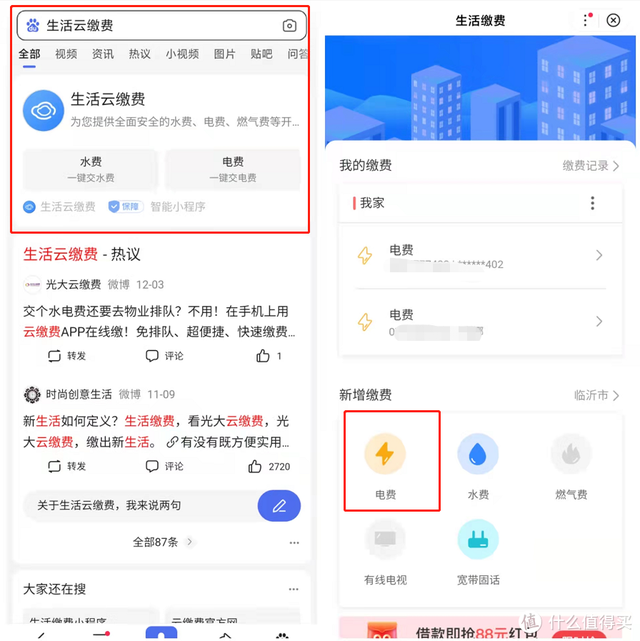 生活云缴费
全部 视频 资讯 热议 小视频 图片 贴吧 问答
生活云缴费
为您提供全面安全的水费、电费、燃气费等开...
水费
一键交水费
电费
一键交电费
生活云缴费 保障 智能小程序
生活云缴费 - 热议
光大云缴费 微博 12-03
交个水电费还要去物业排队？不用！在手机上用
云缴费APP在线缴！免排队、超便捷、快速缴费...
转发 评论 1
时尚创意生活 微博 11-09
新生活如何定义？生活缴费，看光大云缴费，光
大云缴费，缴出新生活。有没有既方便实用...
转发 评论 2720
关于生活云缴费，我来说两句
全部87条
大家还在搜
生活缴费小程序 云缴费官方网
生活缴费
我的缴费 缴费记录
我家
电费
*****402
电费
新增缴费 临沂市
电费
水费
燃气费
有线电视
宽带固话
借款即抢88元红包
值 什么值得买